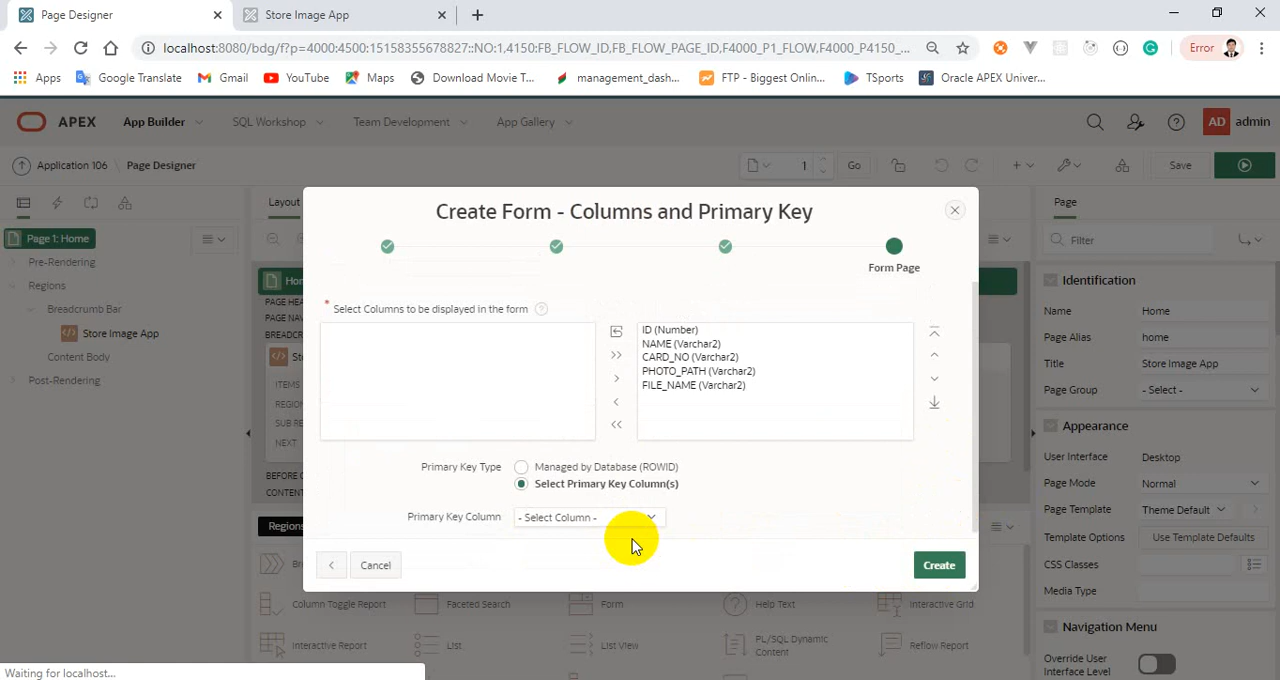 Page Designer
Store Image App
localhost:8080/bdg/f?p=4000:4500:15158355678827::NO:1,4150:FB_FLOW_ID,FB_FLOW_PAGE_ID,F4000_P1_FLOW,F4000_P4150_...
Error
Apps
Google Translate
Gmail
YouTube
Maps
Download Movie T...
management_dash...
FTP - Biggest Onlin...
TSports
Oracle APEX Univer...
APEX
App Builder
SQL Workshop
Team Development
App Gallery
AD
admin
Application 106
Page Designer
1
Go
Save
Layout
Page
Page 1: Home
Pre-Rendering
Regions
Breadcrumb Bar
Store Image App
Content Body
Post-Rendering
PAGE NAV
ITEMS
SUB RE
NEXT
CONTENT
Regions
Create Form - Columns and Primary Key
Form Page
* Select Columns to be displayed in the form
ID (Number)
NAME (Varchar2)
CARD_NO (Varchar2)
PHOTO_PATH (Varchar2)
FILE_NAME (Varchar2)
Primary Key Type
Managed by Database (ROWID)
Select Primary Key Column(s)
Primary Key Column
- Select Column -
Cancel
Create
Filter
Identification
Name
Home
Page Alias
home
Title
Store Image App
Page Group
- Select -
Appearance
User Interface
Desktop
Page Mode
Normal
Page Template
Theme Default
Template Options
Use Template Defaults
CSS Classes
Media Type
Navigation Menu
Override User
Interface Level
Column Toggle Report
Faceted Search
Form
Help Text
Interactive Grid
Interactive Report
List
List View
PL/SQL Dynamic
Content
Reflow Report
Waiting for localhost...